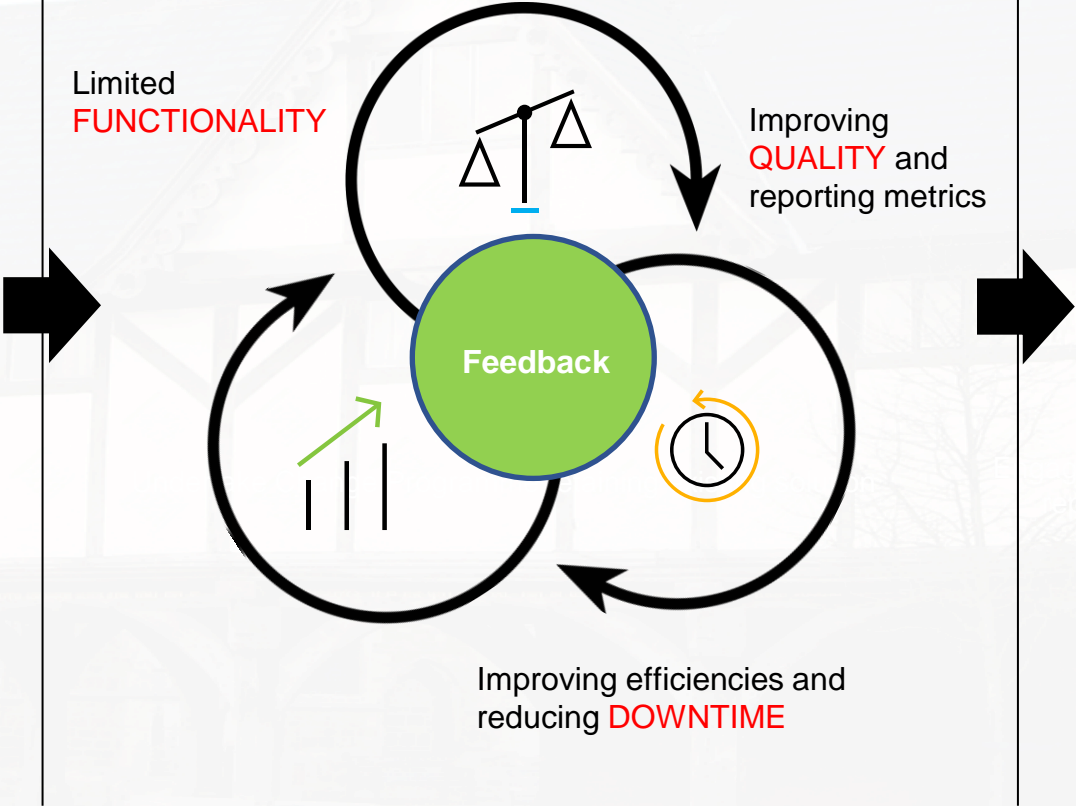 Limited
FUNCTIONALITY
Improving
QUALITY and
reporting metrics
Feedback
Improving efficiencies and
reducing DOWNTIME